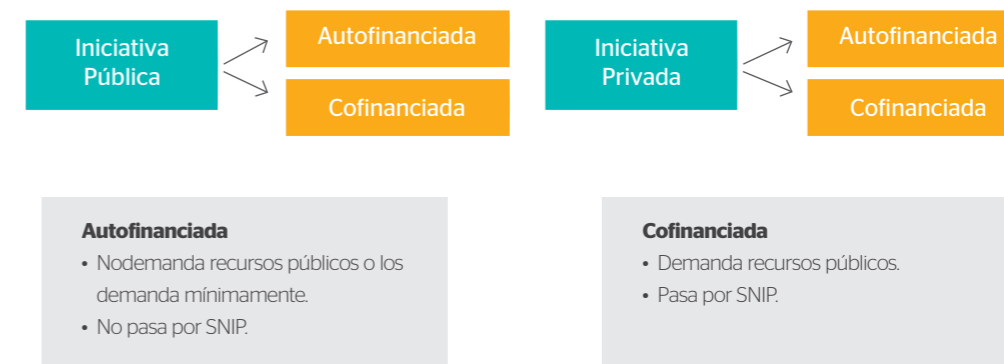 Iniciativa
Pública
Autofinanciada
Cofinanciada
Iniciativa
Privada
Autofinanciada
Cofinanciada
Autofinanciada
• Nodemanda recursos públicos o los
demanda mínimamente.
• No pasa por SNIP.
Cofinanciada
• Demanda recursos públicos.
• Pasa por SNIP.